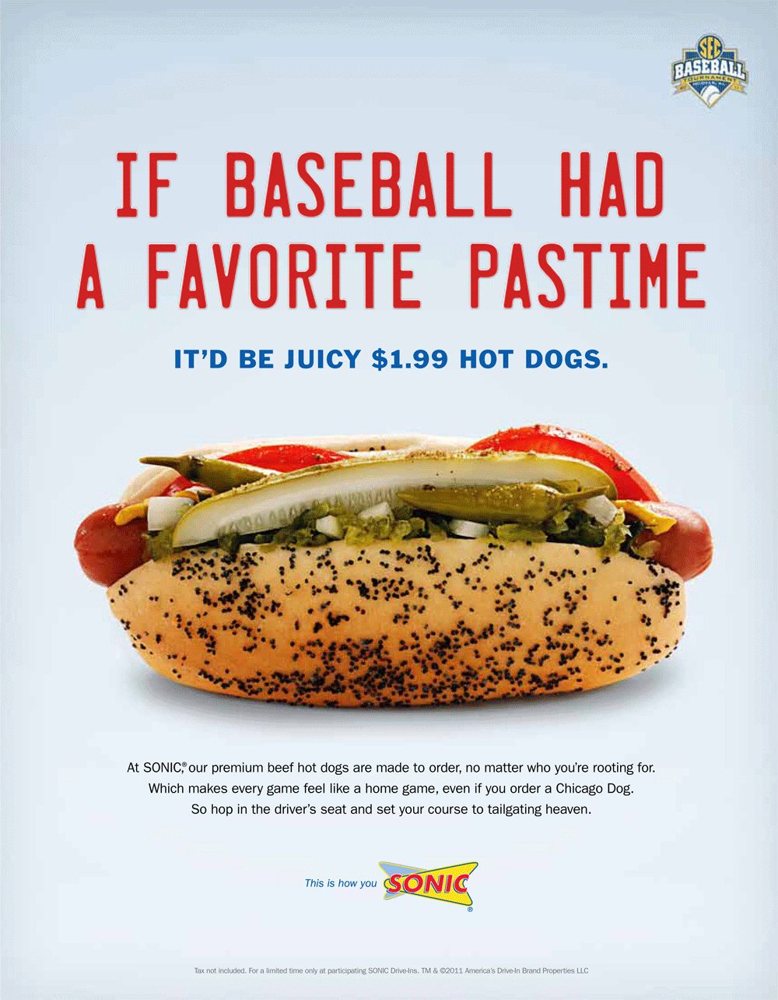 SEC
BASEBALL
TOURNAMENT
IF BASEBALL HAD
A FAVORITE PASTIME
IT’D BE JUICY $1.99 HOT DOGS.
At SONIC,® our premium beef hot dogs are made to order, no matter who you’re rooting for.
Which makes every game feel like a home game, even if you order a Chicago Dog.
So hop in the driver’s seat and set your course to tailgating heaven.
This is how you SONIC®
Tax not included. For a limited time only at participating SONIC Drive-Ins. TM & ©2011 America’s Drive-In Brand Properties LLC